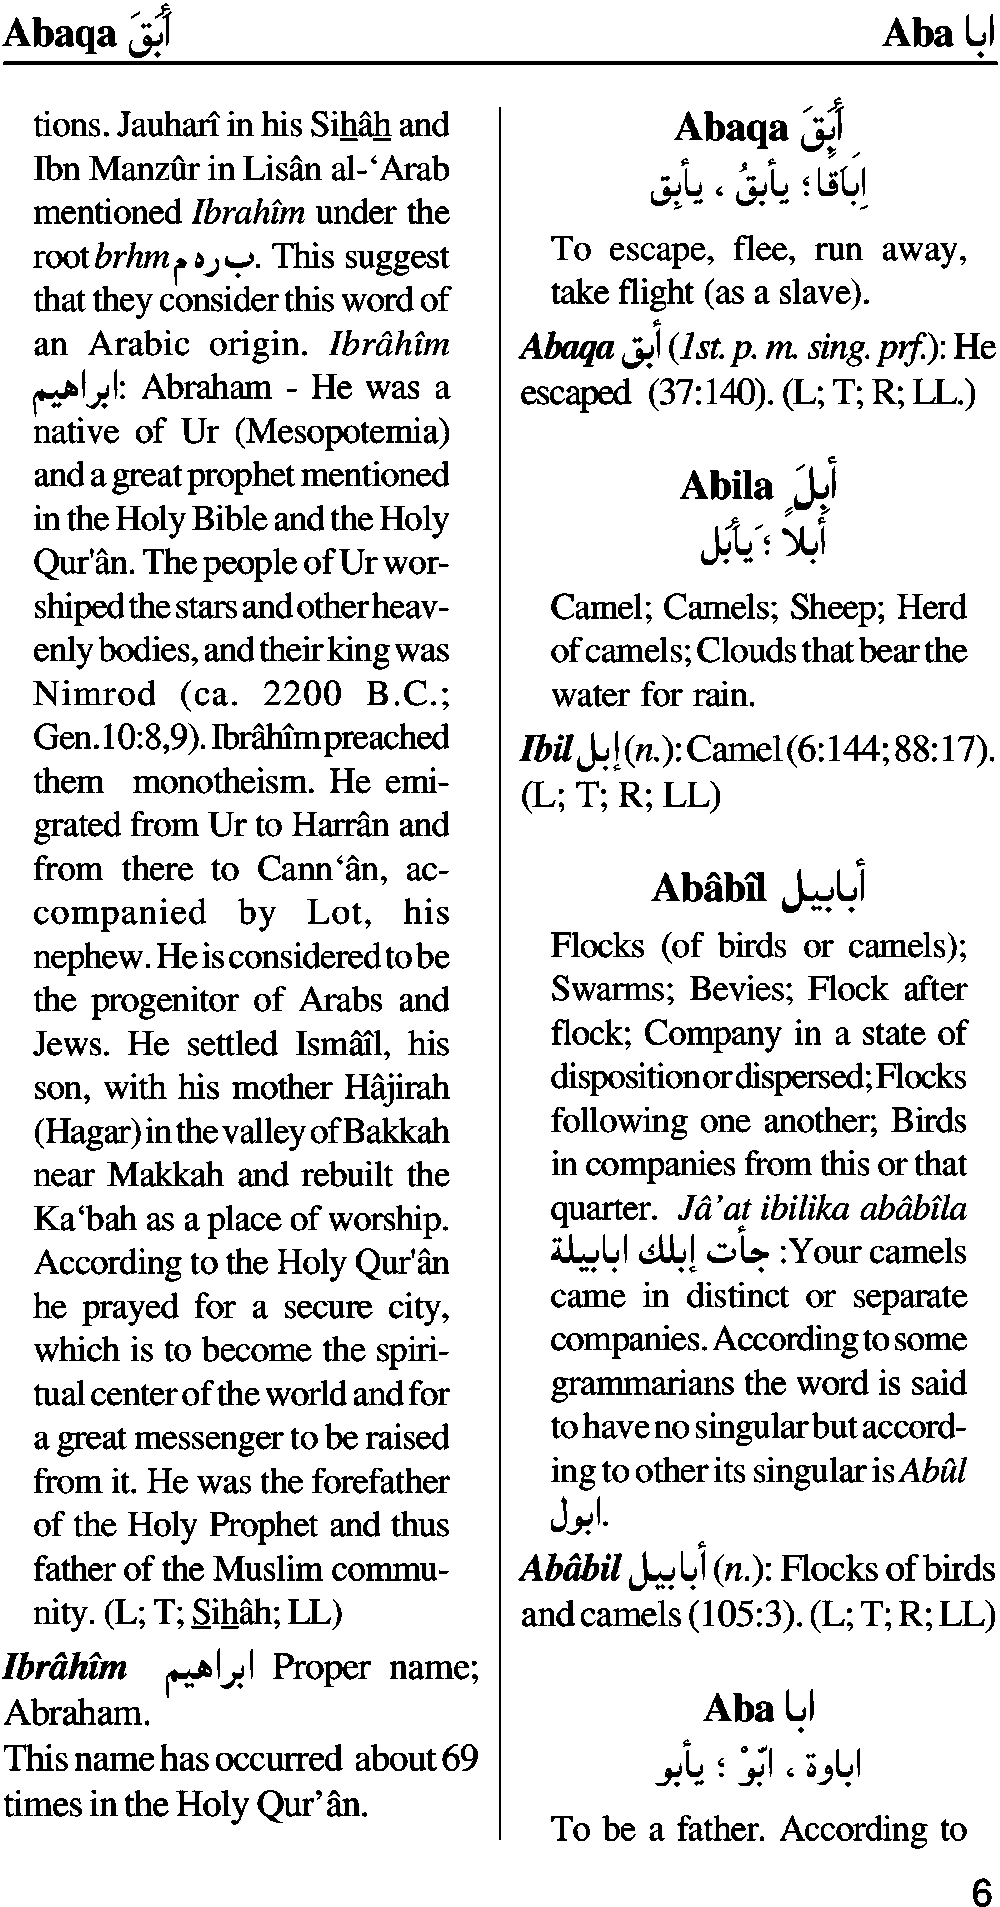 Abaqa أَبَقَ
Aba ابا
tions. Jauharî in his Sihâh and
Ibn Manzûr in Lisân al-‘Arab
mentioned Ibrahîm under the
root brhm ب ر ه م. This suggest
that they consider this word of
an Arabic origin. Ibrâhîm
ابراهيم: Abraham - He was a
native of Ur (Mesopotemia)
and a great prophet mentioned
in the Holy Bible and the Holy
Qur'ân. The people of Ur wor-
shiped the stars and other heav-
enly bodies, and their king was
Nimrod (ca. 2200 B.C.;
Gen.10:8,9). Ibrâhîm preached
them monotheism. He emi-
grated from Ur to Harrân and
from there to Cann‘ân, ac-
companied by Lot, his
nephew. He is considered to be
the progenitor of Arabs and
Jews. He settled Ismâîl, his
son, with his mother Hâjirah
(Hagar) in the valley of Bakkah
near Makkah and rebuilt the
Ka‘bah as a place of worship.
According to the Holy Qur'ân
he prayed for a secure city,
which is to become the spiri-
tual center of the world and for
a great messenger to be raised
from it. He was the forefather
of the Holy Prophet and thus
father of the Muslim commu-
nity. (L; T; Sihâh; LL)
Ibrâhîm ابراهيم Proper name;
Abraham.
This name has occurred about 69
times in the Holy Qur’ân.
Abaqa أَبِقَ
إِباَقًا؛ يأبقُ ، يأبِق
To escape, flee, run away,
take flight (as a slave).
Abaqa أبق (1st. p. m. sing. prf.): He
escaped (37:140). (L; T; R; LL.)
Abila أَبِلَ
أَبلاً ؛ يَأَبَل
Camel; Camels; Sheep; Herd
of camels; Clouds that bear the
water for rain.
Ibil إبل (n.): Camel (6:144; 88:17).
(L; T; R; LL)
Abâbîl أبابيل
Flocks (of birds or camels);
Swarms; Bevies; Flock after
flock; Company in a state of
disposition or dispersed; Flocks
following one another; Birds
in companies from this or that
quarter. Jâ’at ibilika abâbîla
جأت إبلك ابابيلة :Your camels
came in distinct or separate
companies. According to some
grammarians the word is said
to have no singular but accord-
ing to other its singular is Abûl
ابول.
Abâbil أبابيل (n.): Flocks of birds
and camels (105:3). (L; T; R; LL)
Aba ابا
اباوة ، ابّوْ ؛ يأبو
To be a father. According to
6